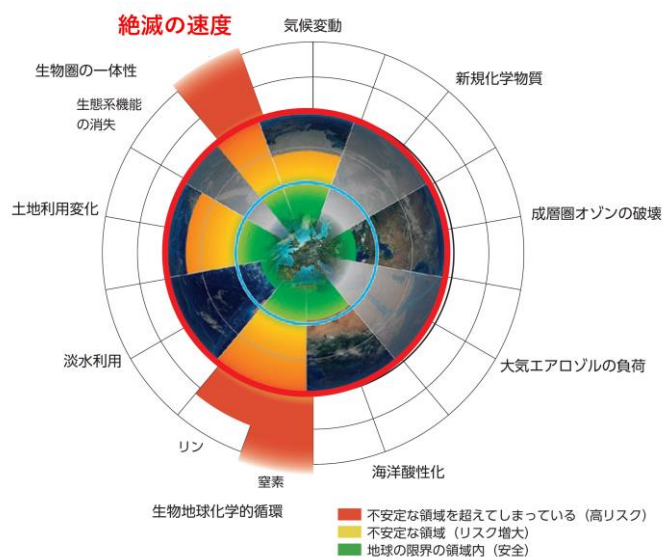 絶滅の速度
気候変動
生物圏の一体性
新規化学物質
生態系機能
の消失
土地利用変化
成層圏オゾンの破壊
淡水利用
大気エアロゾルの負荷
リン
海洋酸性化
窒素
生物地球化学的循環
不安定な領域を超えてしまっている（高リスク）
不安定な領域（リスク増大）
地球の限界の領域内（安全）